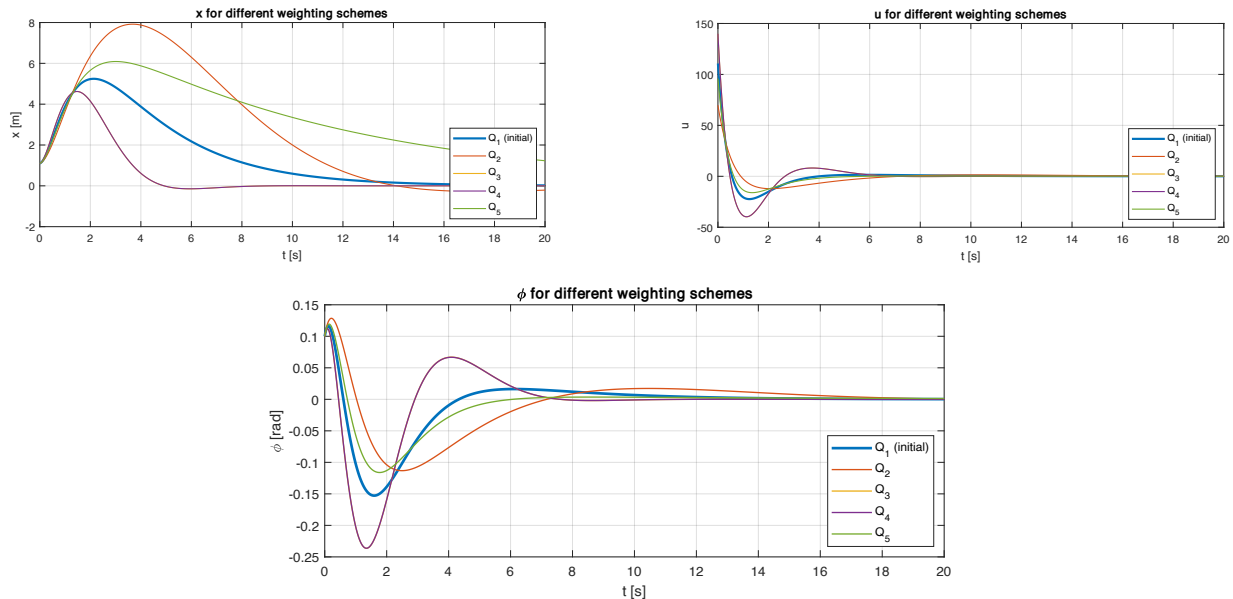 x for different weighting schemes
8
6
4
2
0
-2
x [m]
0 2 4 6 8 10 12 14 16 18 20
t [s]
Q1 (initial)
Q2
Q3
Q4
Q5
u for different weighting schemes
150
100
50
0
-50
u
0 2 4 6 8 10 12 14 16 18 20
t [s]
Q1 (initial)
Q2
Q3
Q4
Q5
ϕ for different weighting schemes
0.15
0.1
0.05
0
-0.05
-0.1
-0.15
-0.2
-0.25
ϕ [rad]
0 2 4 6 8 10 12 14 16 18 20
t [s]
Q1 (initial)
Q2
Q3
Q4
Q5